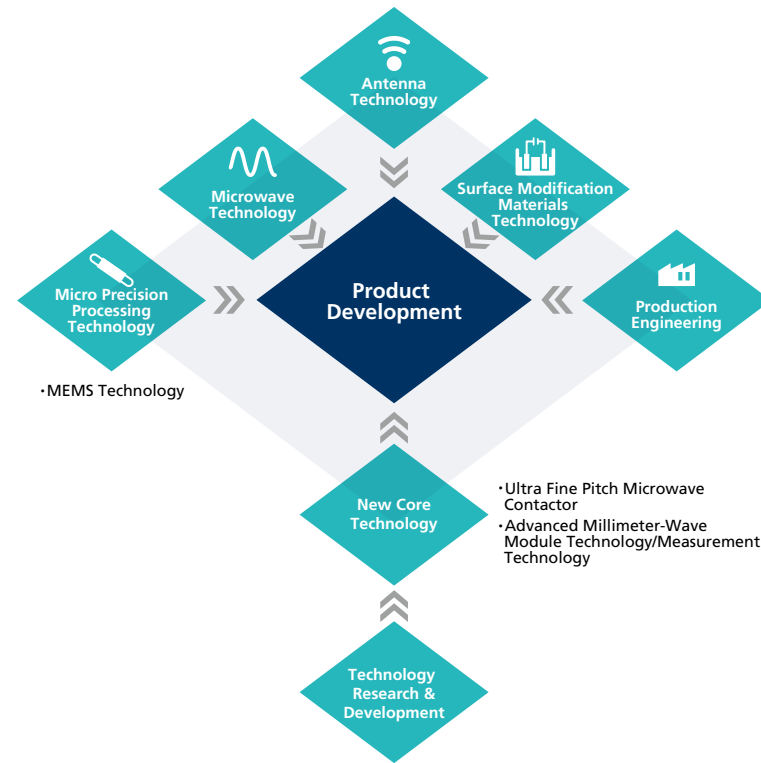 Antenna
Technology
Microwave
Technology
Surface Modification
Materials
Technology
Micro Precision
Processing
Technology
Product
Development
Production
Engineering
・MEMS Technology
New Core
Technology
・Ultra Fine Pitch Microwave
Contactor
・Advanced Millimeter-Wave
Module Technology/Measurement
Technology
Technology
Research &
Development